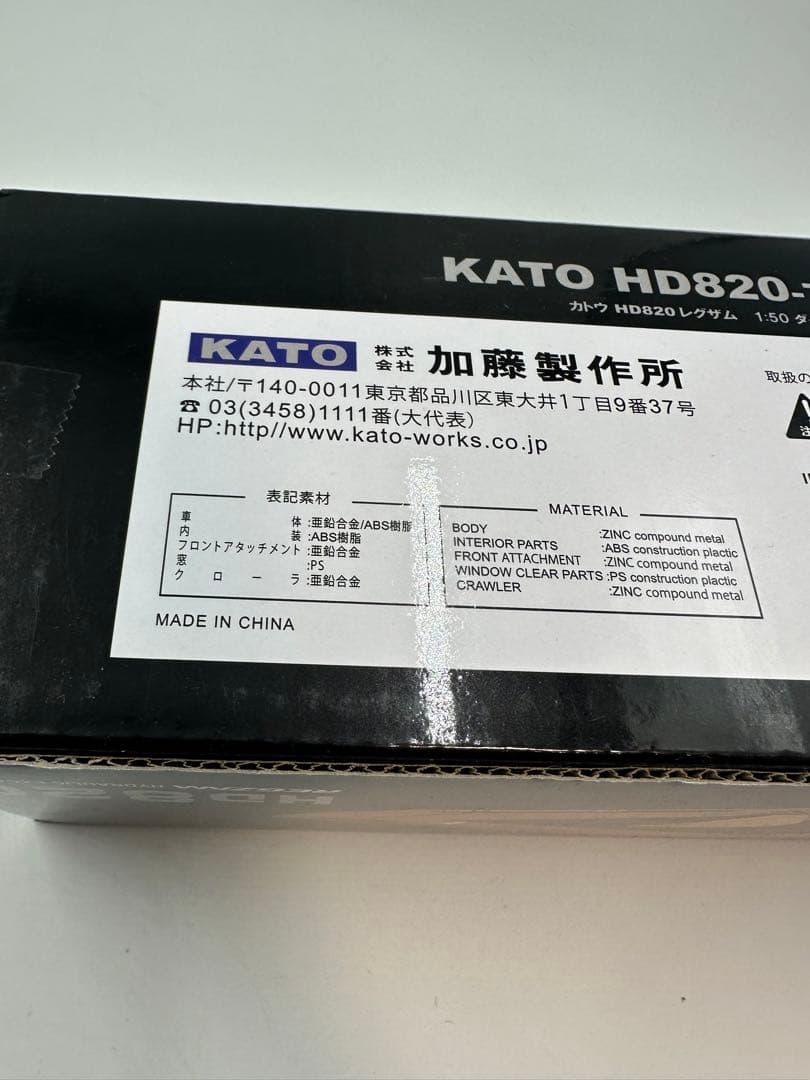 KATO HD820-
カトウ HD820 レグザム 1:50
KATO 株式会社 加藤製作所
本社/〒140-0011東京都品川区東大井1丁目9番37号
☎ 03(3458)1111番(大代表)
HP:http//www.kato-works.co.jp
取扱の
表記素材
車体:亜鉛合金/ABS樹脂
内装:ABS樹脂
フロントアタッチメント:亜鉛合金
窓:PS
クローラ:亜鉛合金
MATERIAL
BODY :ZINC compound metal
INTERIOR PARTS :ABS construction plactic
FRONT ATTACHMENT :ZINC compound metal
WINDOW CLEAR PARTS :PS construction plactic
CRAWLER :ZINC compound metal
MADE IN CHINA
REGZAM